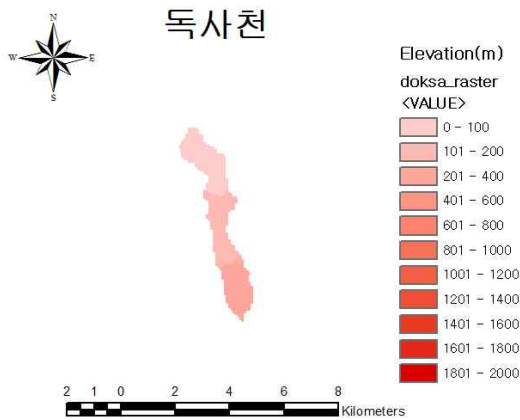 독사천
N
W E
S
Elevation(m)
doksa_raster
<VALUE>
0 - 100
101 - 200
201 - 400
401 - 600
601 - 800
801 - 1000
1001 - 1200
1201 - 1400
1401 - 1600
1601 - 1800
1801 - 2000
2 1 0 2 4 6 8
Kilometers